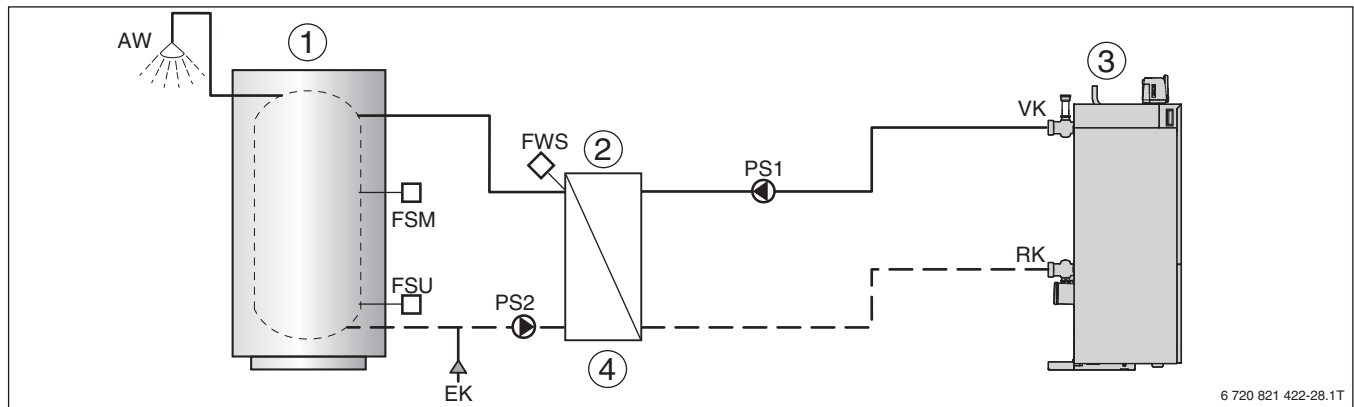 AW
1
3
VK
FWS
2
PS1
FSM
RK
FSU
PS2
4
EK
6 720 821 422-28.1T